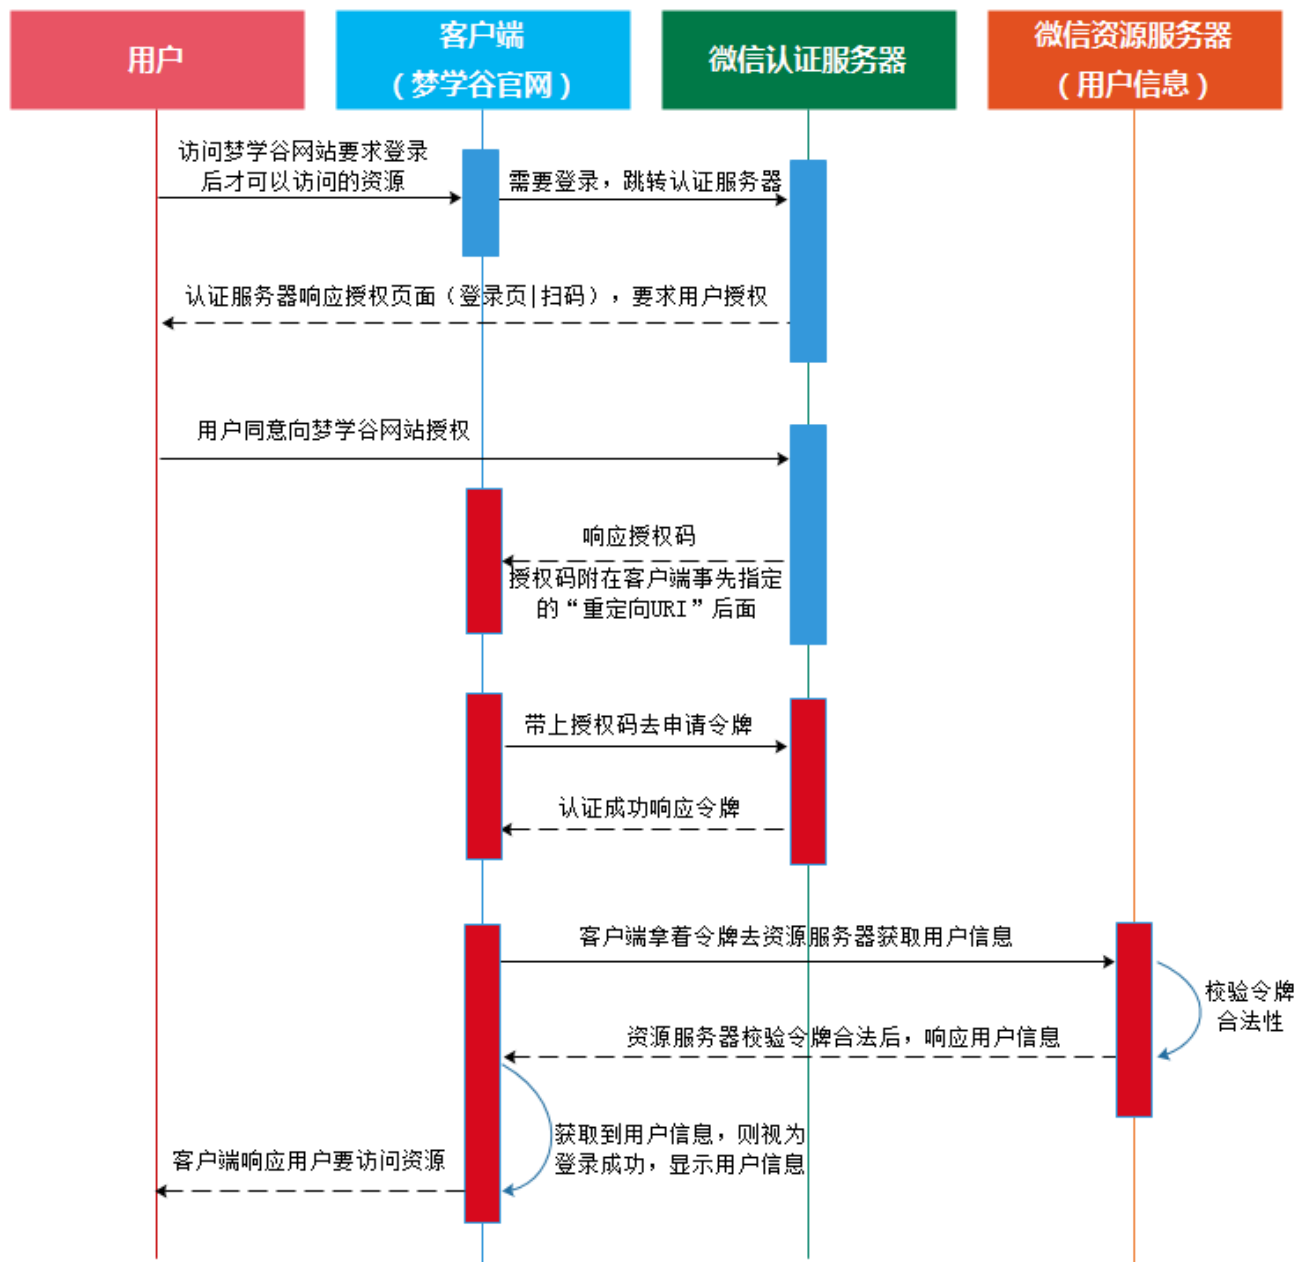 用户
客户端
（梦学谷官网）
微信认证服务器
微信资源服务器
（用户信息）
访问梦学谷网站要求登录
后才可以访问的资源
需要登录，跳转认证服务器
认证服务器响应授权页面（登录页|扫码），要求用户授权
用户同意向梦学谷网站授权
响应授权码
授权码附在客户端事先指定
的“重定向URI”后面
带上授权码去申请令牌
认证成功响应令牌
客户端拿着令牌去资源服务器获取用户信息
校验令牌
合法性
资源服务器校验令牌合法后，响应用户信息
获取到用户信息，则视为
登录成功，显示用户信息
客户端响应用户要访问资源